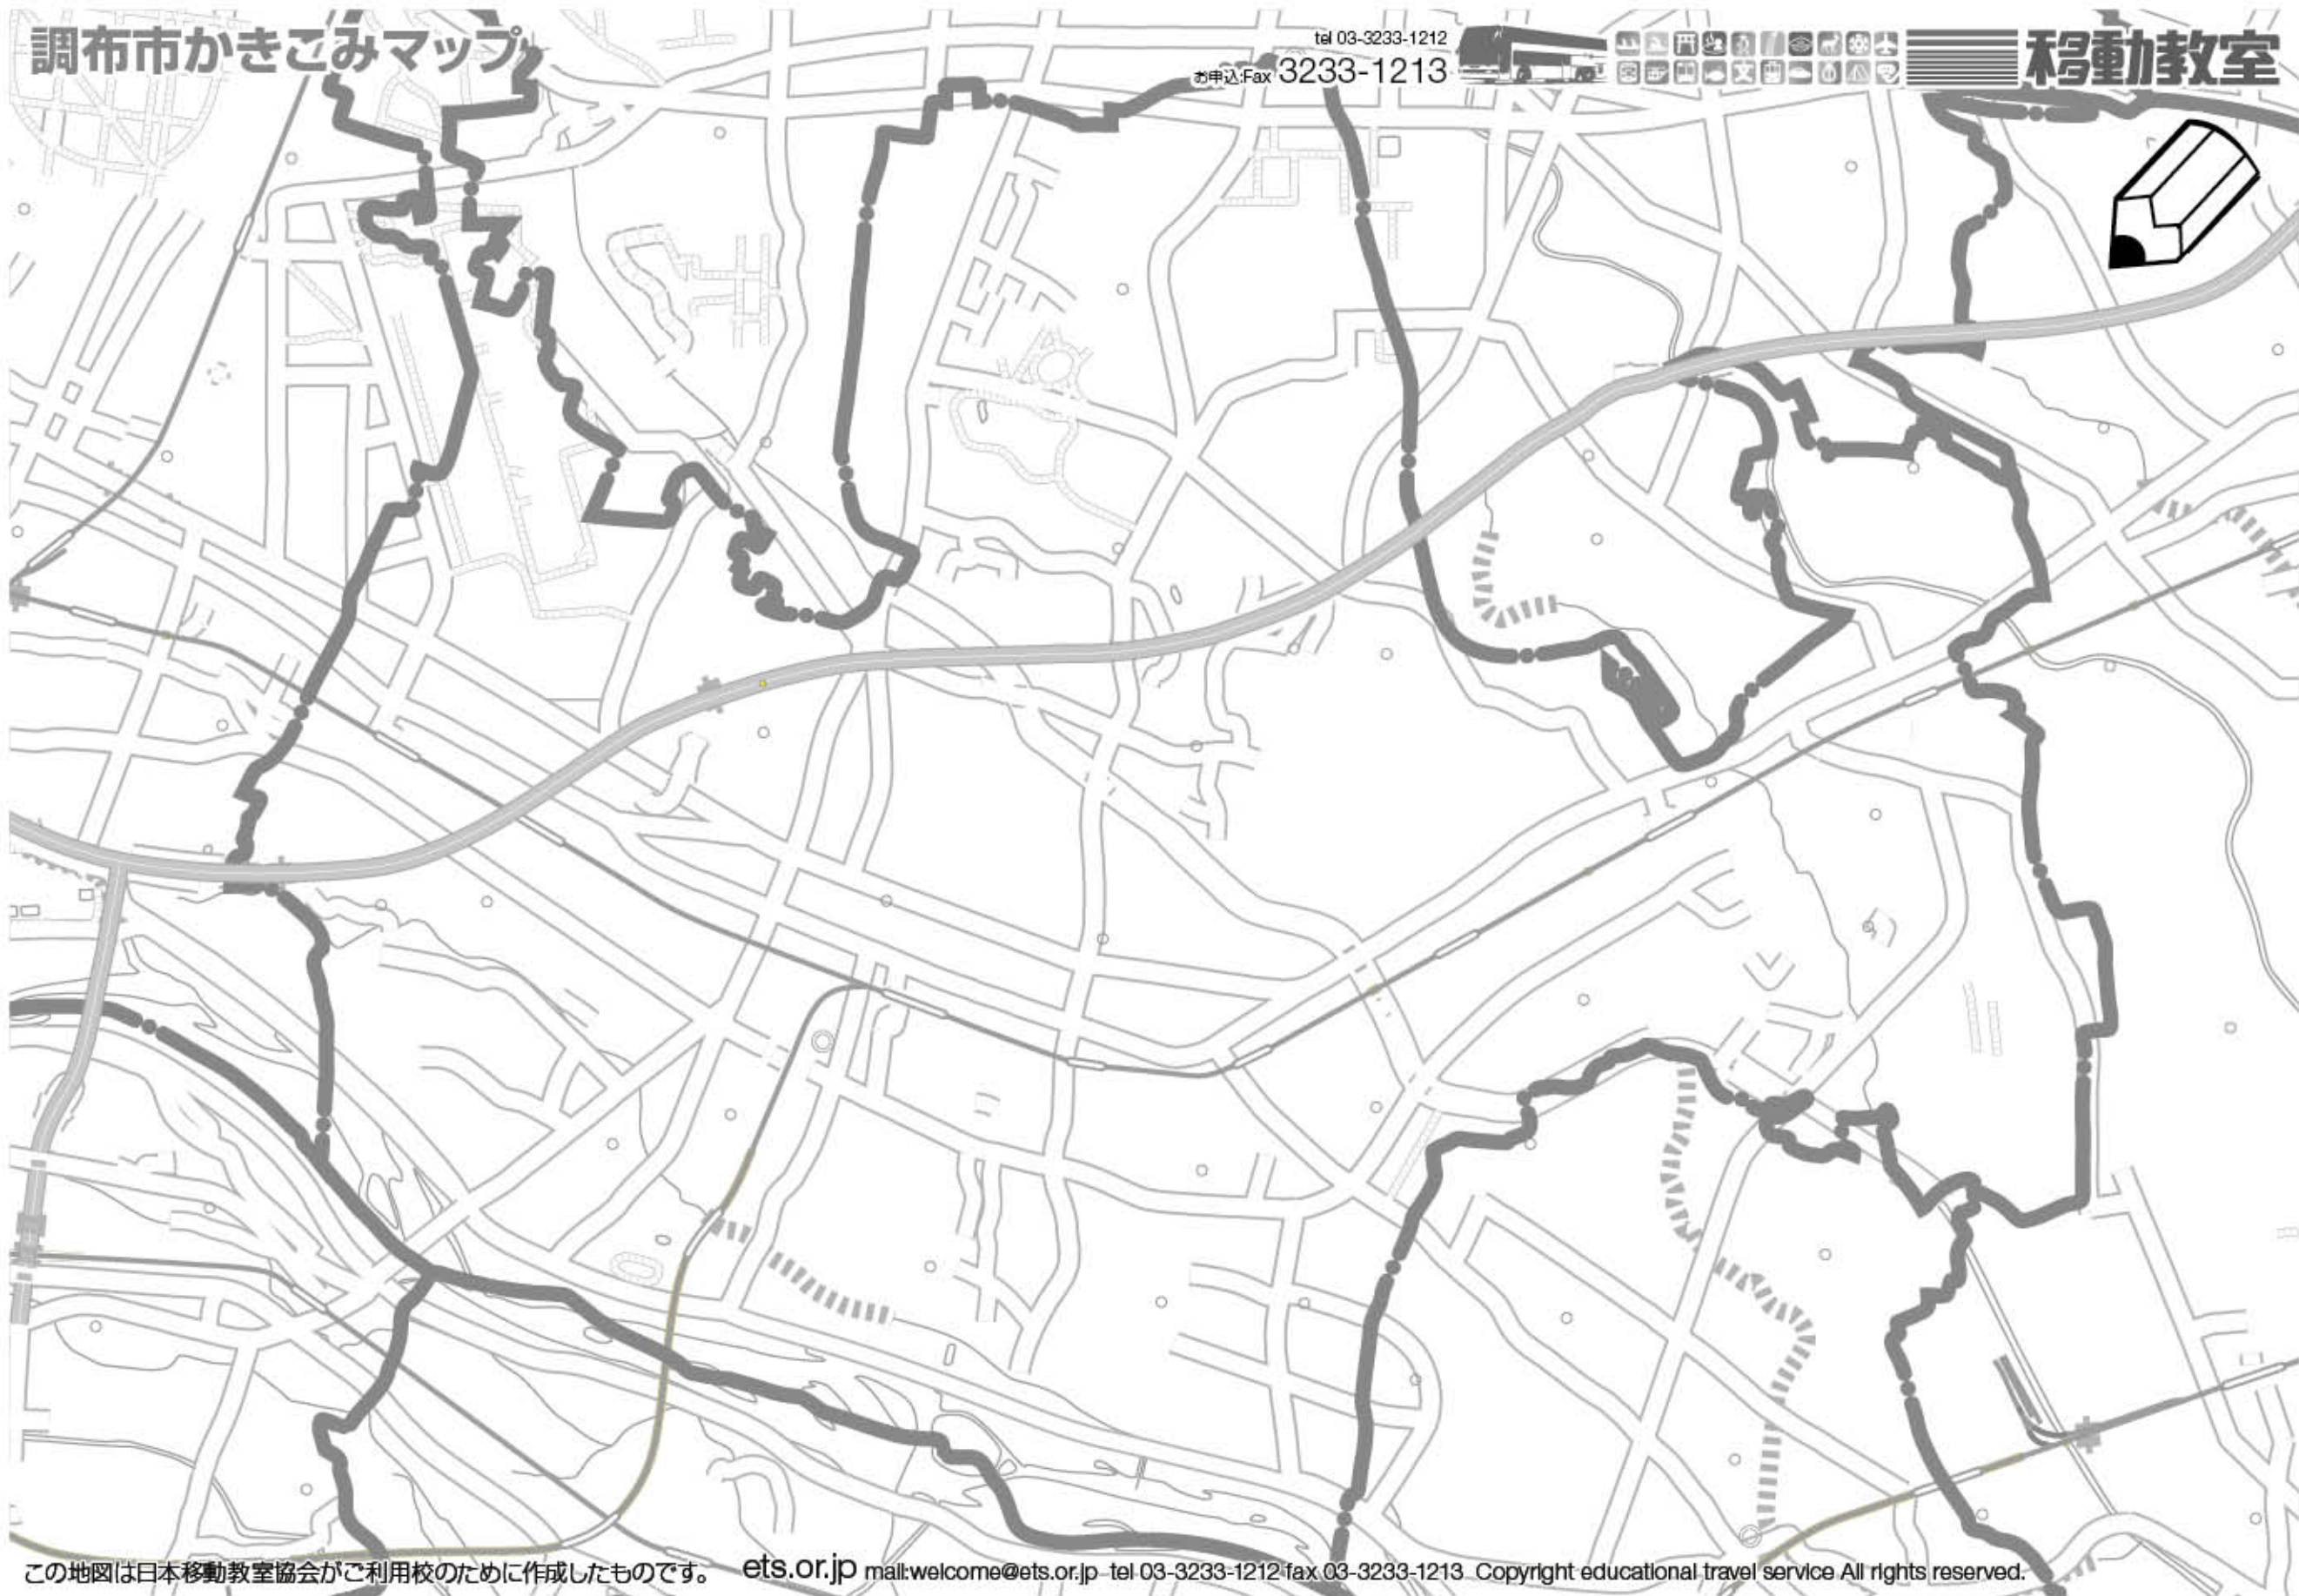 調布市かきこみマップ
tel 03-3233-1212
お申込:Fax 3233-1213
移動教室
この地図は日本移動教室協会がご利用校のために作成したものです。 ets.or.jp mail:welcome@ets.or.jp tel 03-3233-1212 fax 03-3233-1213 Copyright educational travel service All rights reserved.